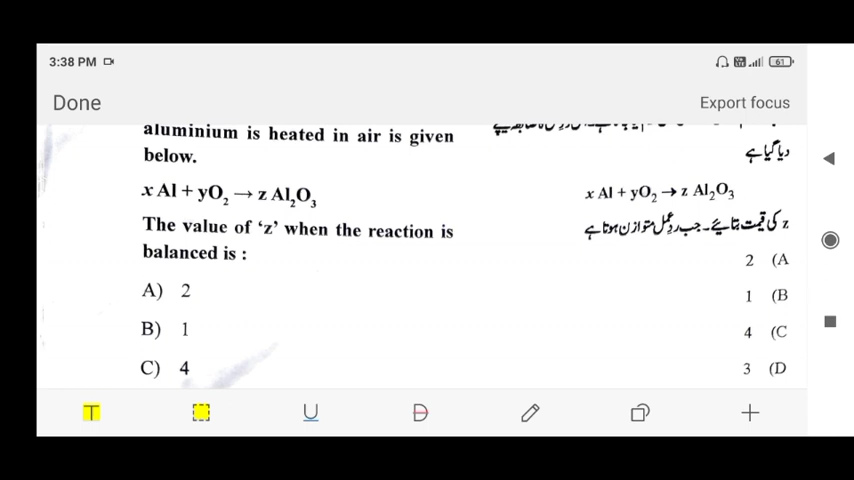 3:38 PM
61
Done
Export focus
aluminium is heated in air is given
below.
x Al + yO₂ → z Al₂O₃
The value of ‘z’ when the reaction is
balanced is :
A) 2
B) 1
C) 4
دیا گیا ہے
x Al + yO₂ → z Al₂O₃
z کی قیمت بتائیے۔ جب ردِ عمل متوازن ہوتا ہے
2 (A
1 (B
4 (C
3 (D